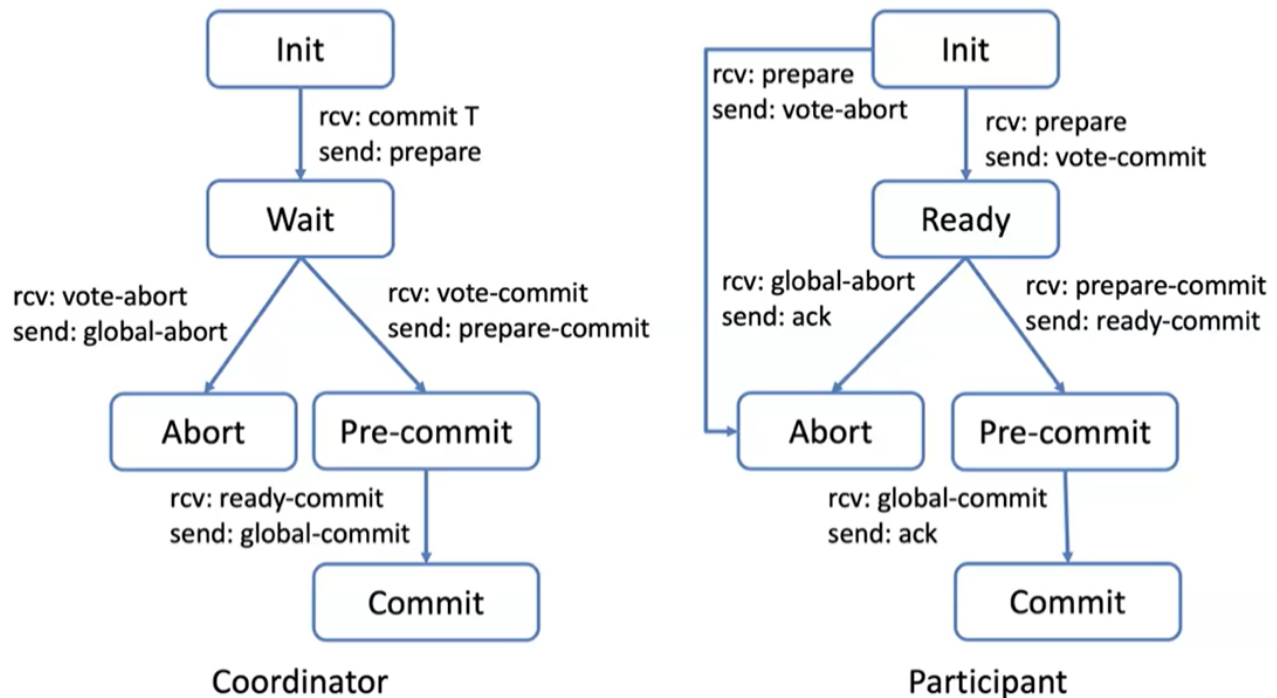 Init
rcv: commit T
send: prepare
Wait
rcv: vote-abort
send: global-abort
rcv: vote-commit
send: prepare-commit
Abort
Pre-commit
rcv: ready-commit
send: global-commit
Commit
Coordinator
Init
rcv: prepare
send: vote-abort
rcv: prepare
send: vote-commit
Ready
rcv: global-abort
send: ack
rcv: prepare-commit
send: ready-commit
Abort
Pre-commit
rcv: global-commit
send: ack
Commit
Participant